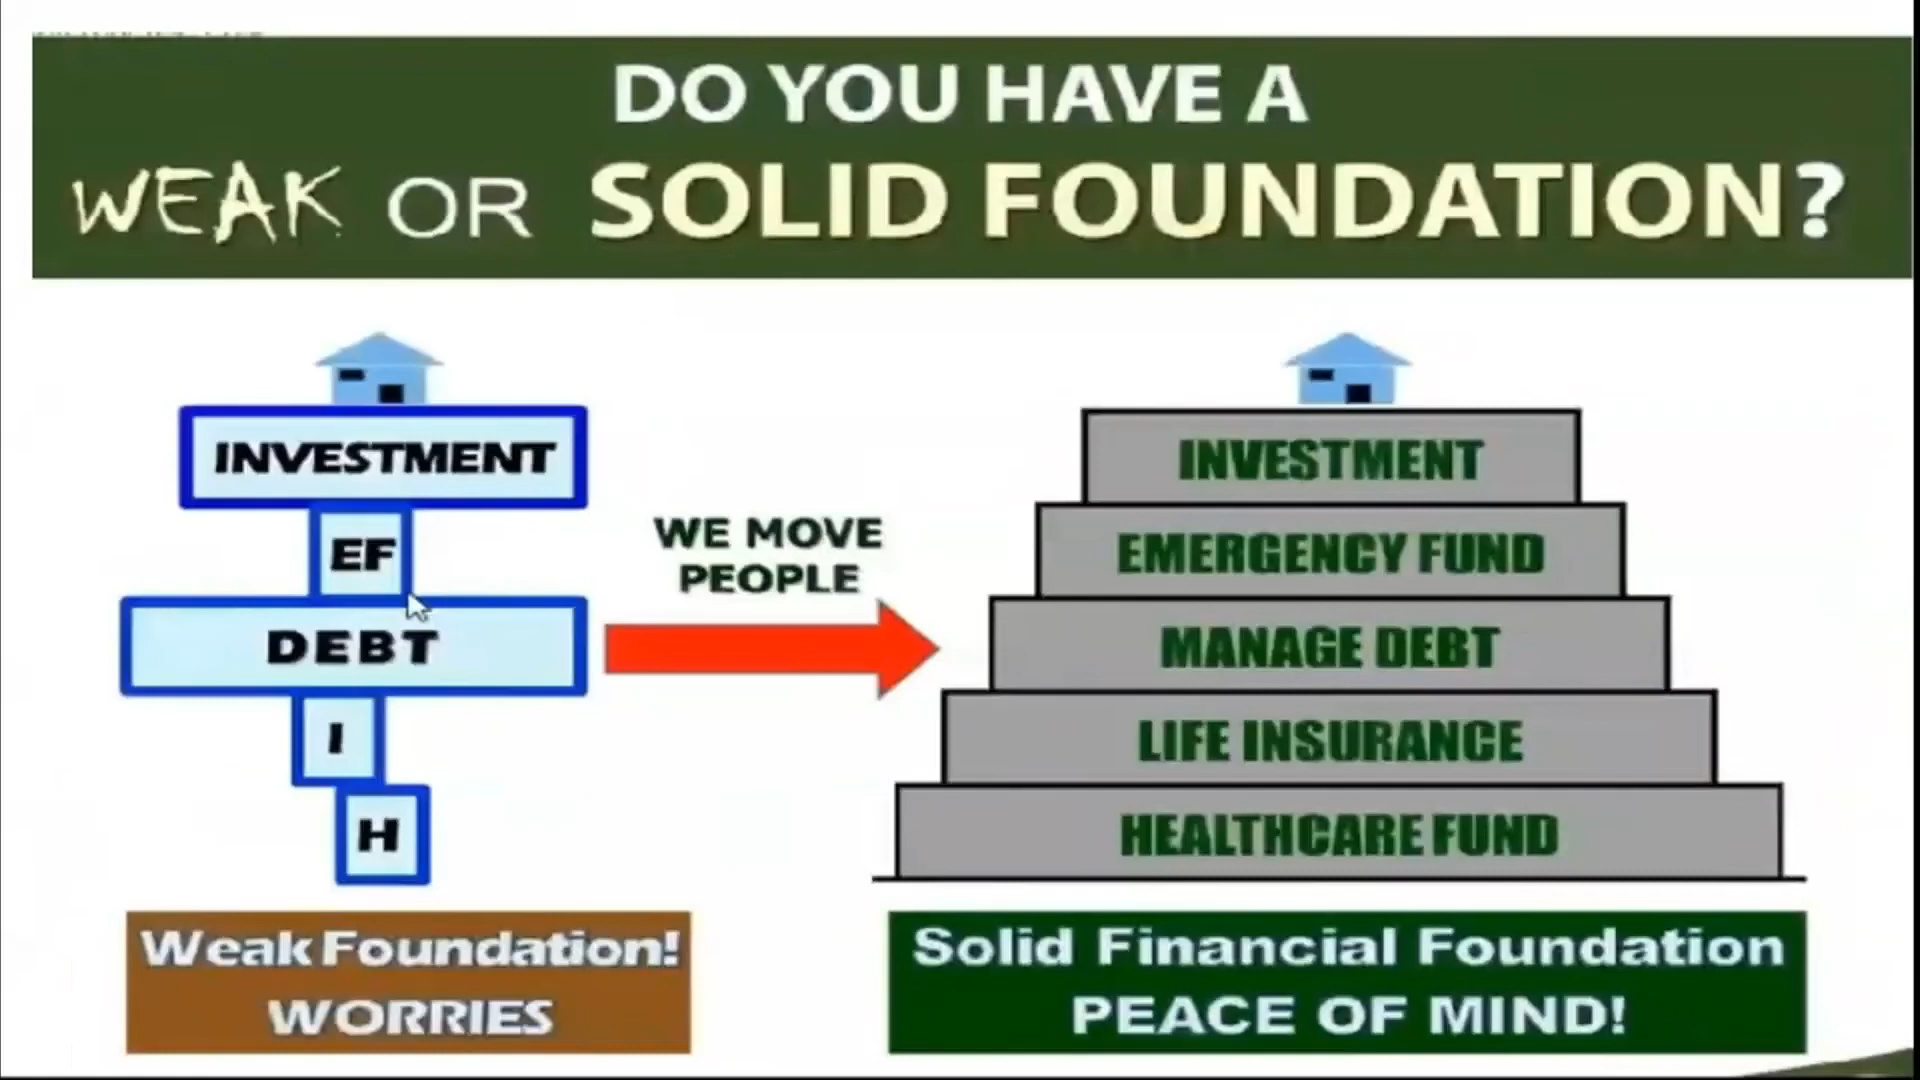 DO YOU HAVE A
WEAK OR SOLID FOUNDATION?
INVESTMENT
EF
DEBT
I
H
Weak Foundation!
WORRIES
WE MOVE
PEOPLE
INVESTMENT
EMERGENCY FUND
MANAGE DEBT
LIFE INSURANCE
HEALTHCARE FUND
Solid Financial Foundation
PEACE OF MIND!